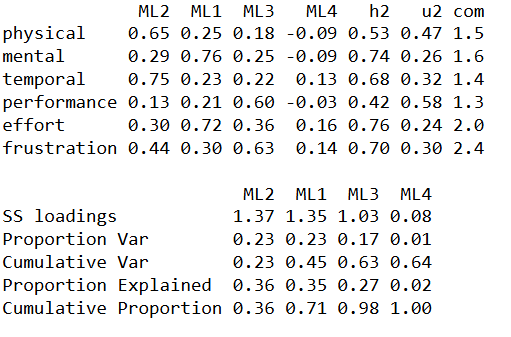 ML2 ML1 ML3 ML4 h2 u2 com
physical 0.65 0.25 0.18 -0.09 0.53 0.47 1.5
mental 0.29 0.76 0.25 -0.09 0.74 0.26 1.6
temporal 0.75 0.23 0.22 0.13 0.68 0.32 1.4
performance 0.13 0.21 0.60 -0.03 0.42 0.58 1.3
effort 0.30 0.72 0.36 0.16 0.76 0.24 2.0
frustration 0.44 0.30 0.63 0.14 0.70 0.30 2.4
ML2 ML1 ML3 ML4
SS loadings 1.37 1.35 1.03 0.08
Proportion Var 0.23 0.23 0.17 0.01
Cumulative Var 0.23 0.45 0.63 0.64
Proportion Explained 0.36 0.35 0.27 0.02
Cumulative Proportion 0.36 0.71 0.98 1.00